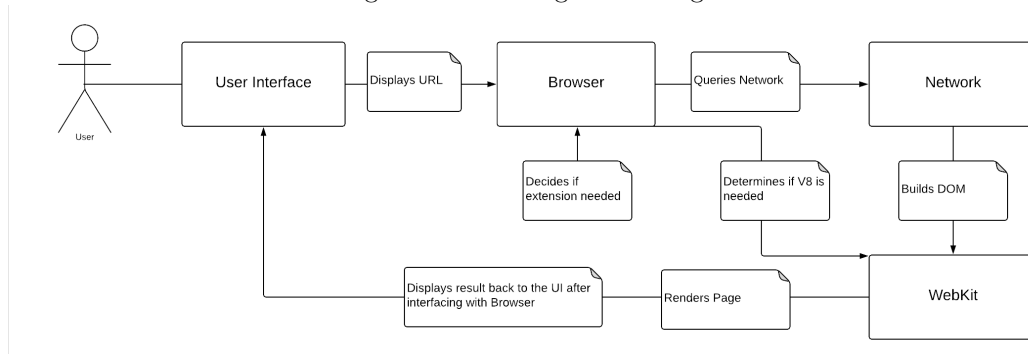 User
User Interface
Displays URL
Browser
Queries Network
Network
Decides if
extension needed
Determines if V8 is
needed
Builds DOM
Displays result back to the UI after
interfacing with Browser
Renders Page
WebKit